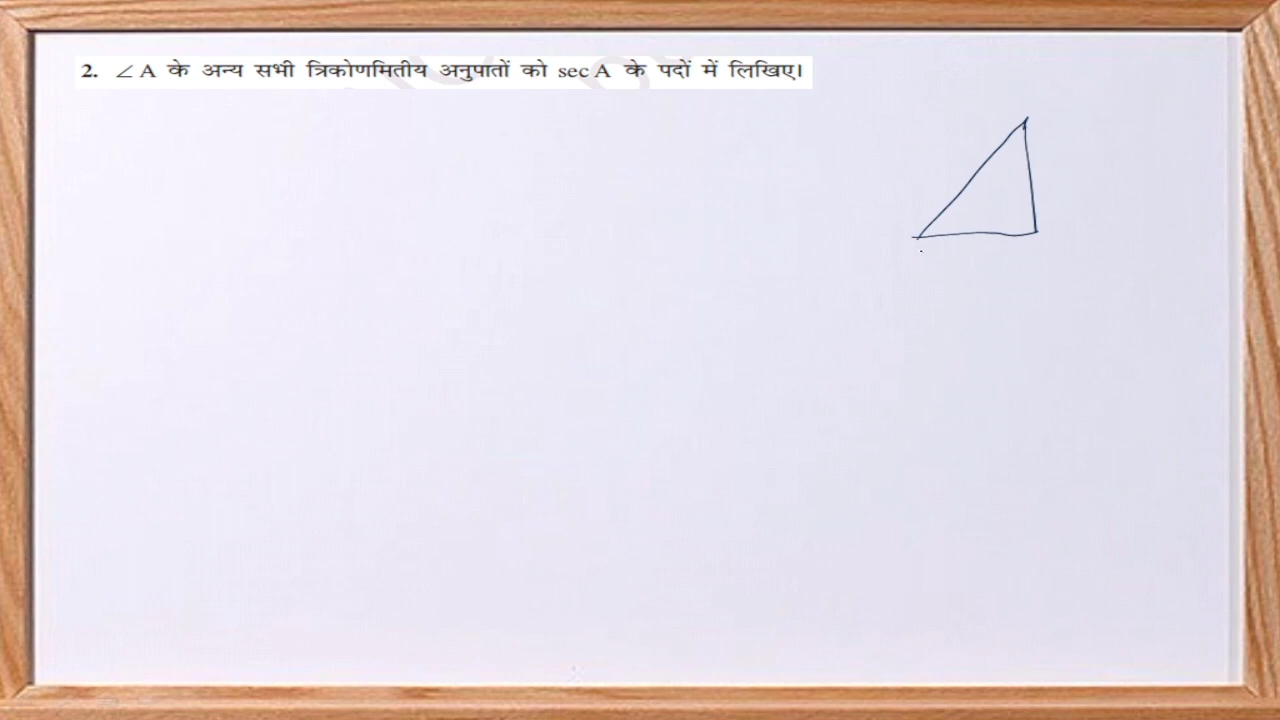 2. ∠A के अन्य सभी त्रिकोणमितीय अनुपातों को sec A के पदों में लिखिए।